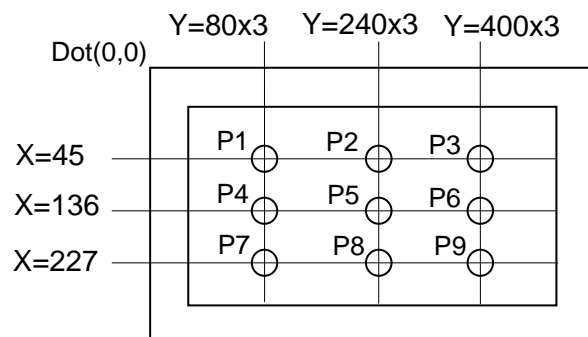 Y=80x3 Y=240x3 Y=400x3
Dot(0,0)
X=45 P1 P2 P3
X=136 P4 P5 P6
X=227 P7 P8 P9